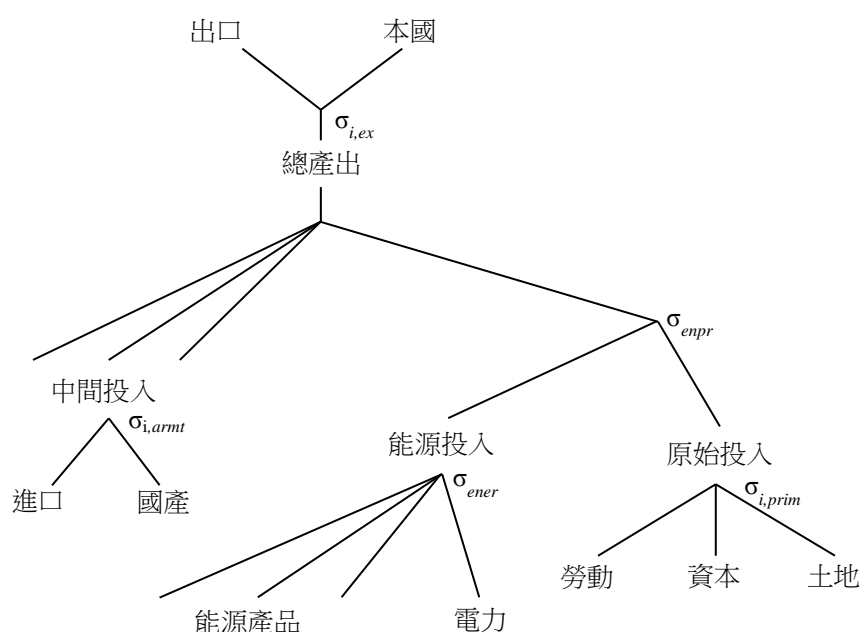 出口
本國
σi,ex
總產出
σenpr
中間投入
σi,armt
能源投入
原始投入
進口
國產
σener
σi,prim
勞動
資本
土地
能源產品
電力